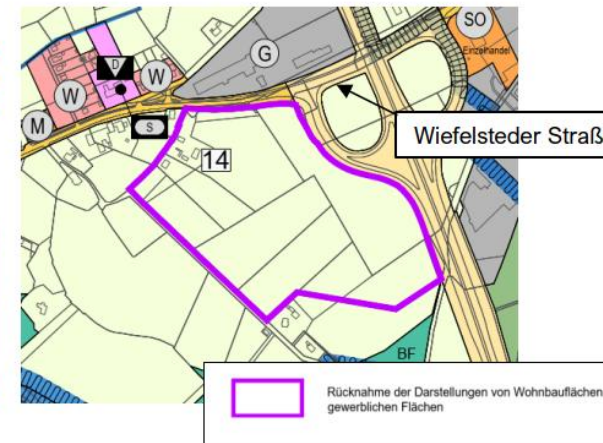 SO
Einzelhandel
G
D
W
W
M
S
Wiefelsteder Straß
14
BF
Rücknahme der Darstellungen von Wohnbauflächen
gewerblichen Flächen